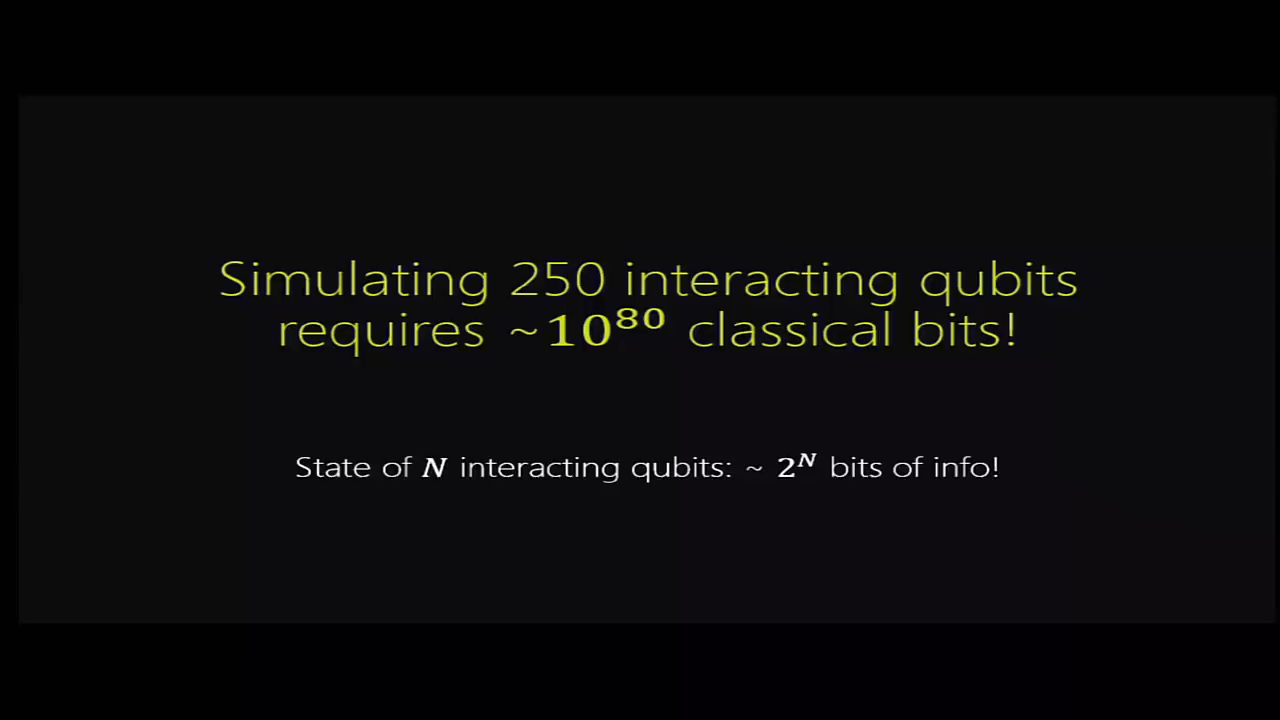 Simulating 250 interacting qubits
requires ~10⁸⁰ classical bits!
State of N interacting qubits: ~ 2ᴺ bits of info!